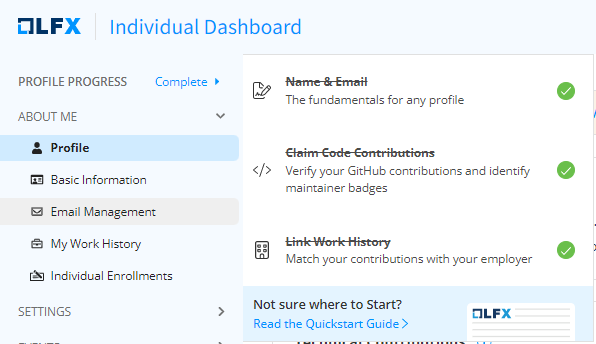 LFX Individual Dashboard
PROFILE PROGRESS Complete
ABOUT ME
Profile
Basic Information
Email Management
My Work History
Individual Enrollments
SETTINGS
Name & Email
The fundamentals for any profile
Claim Code Contributions
Verify your GitHub contributions and identify
maintainer badges
Link Work History
Match your contributions with your employer
Not sure where to Start?
Read the Quickstart Guide
LFX